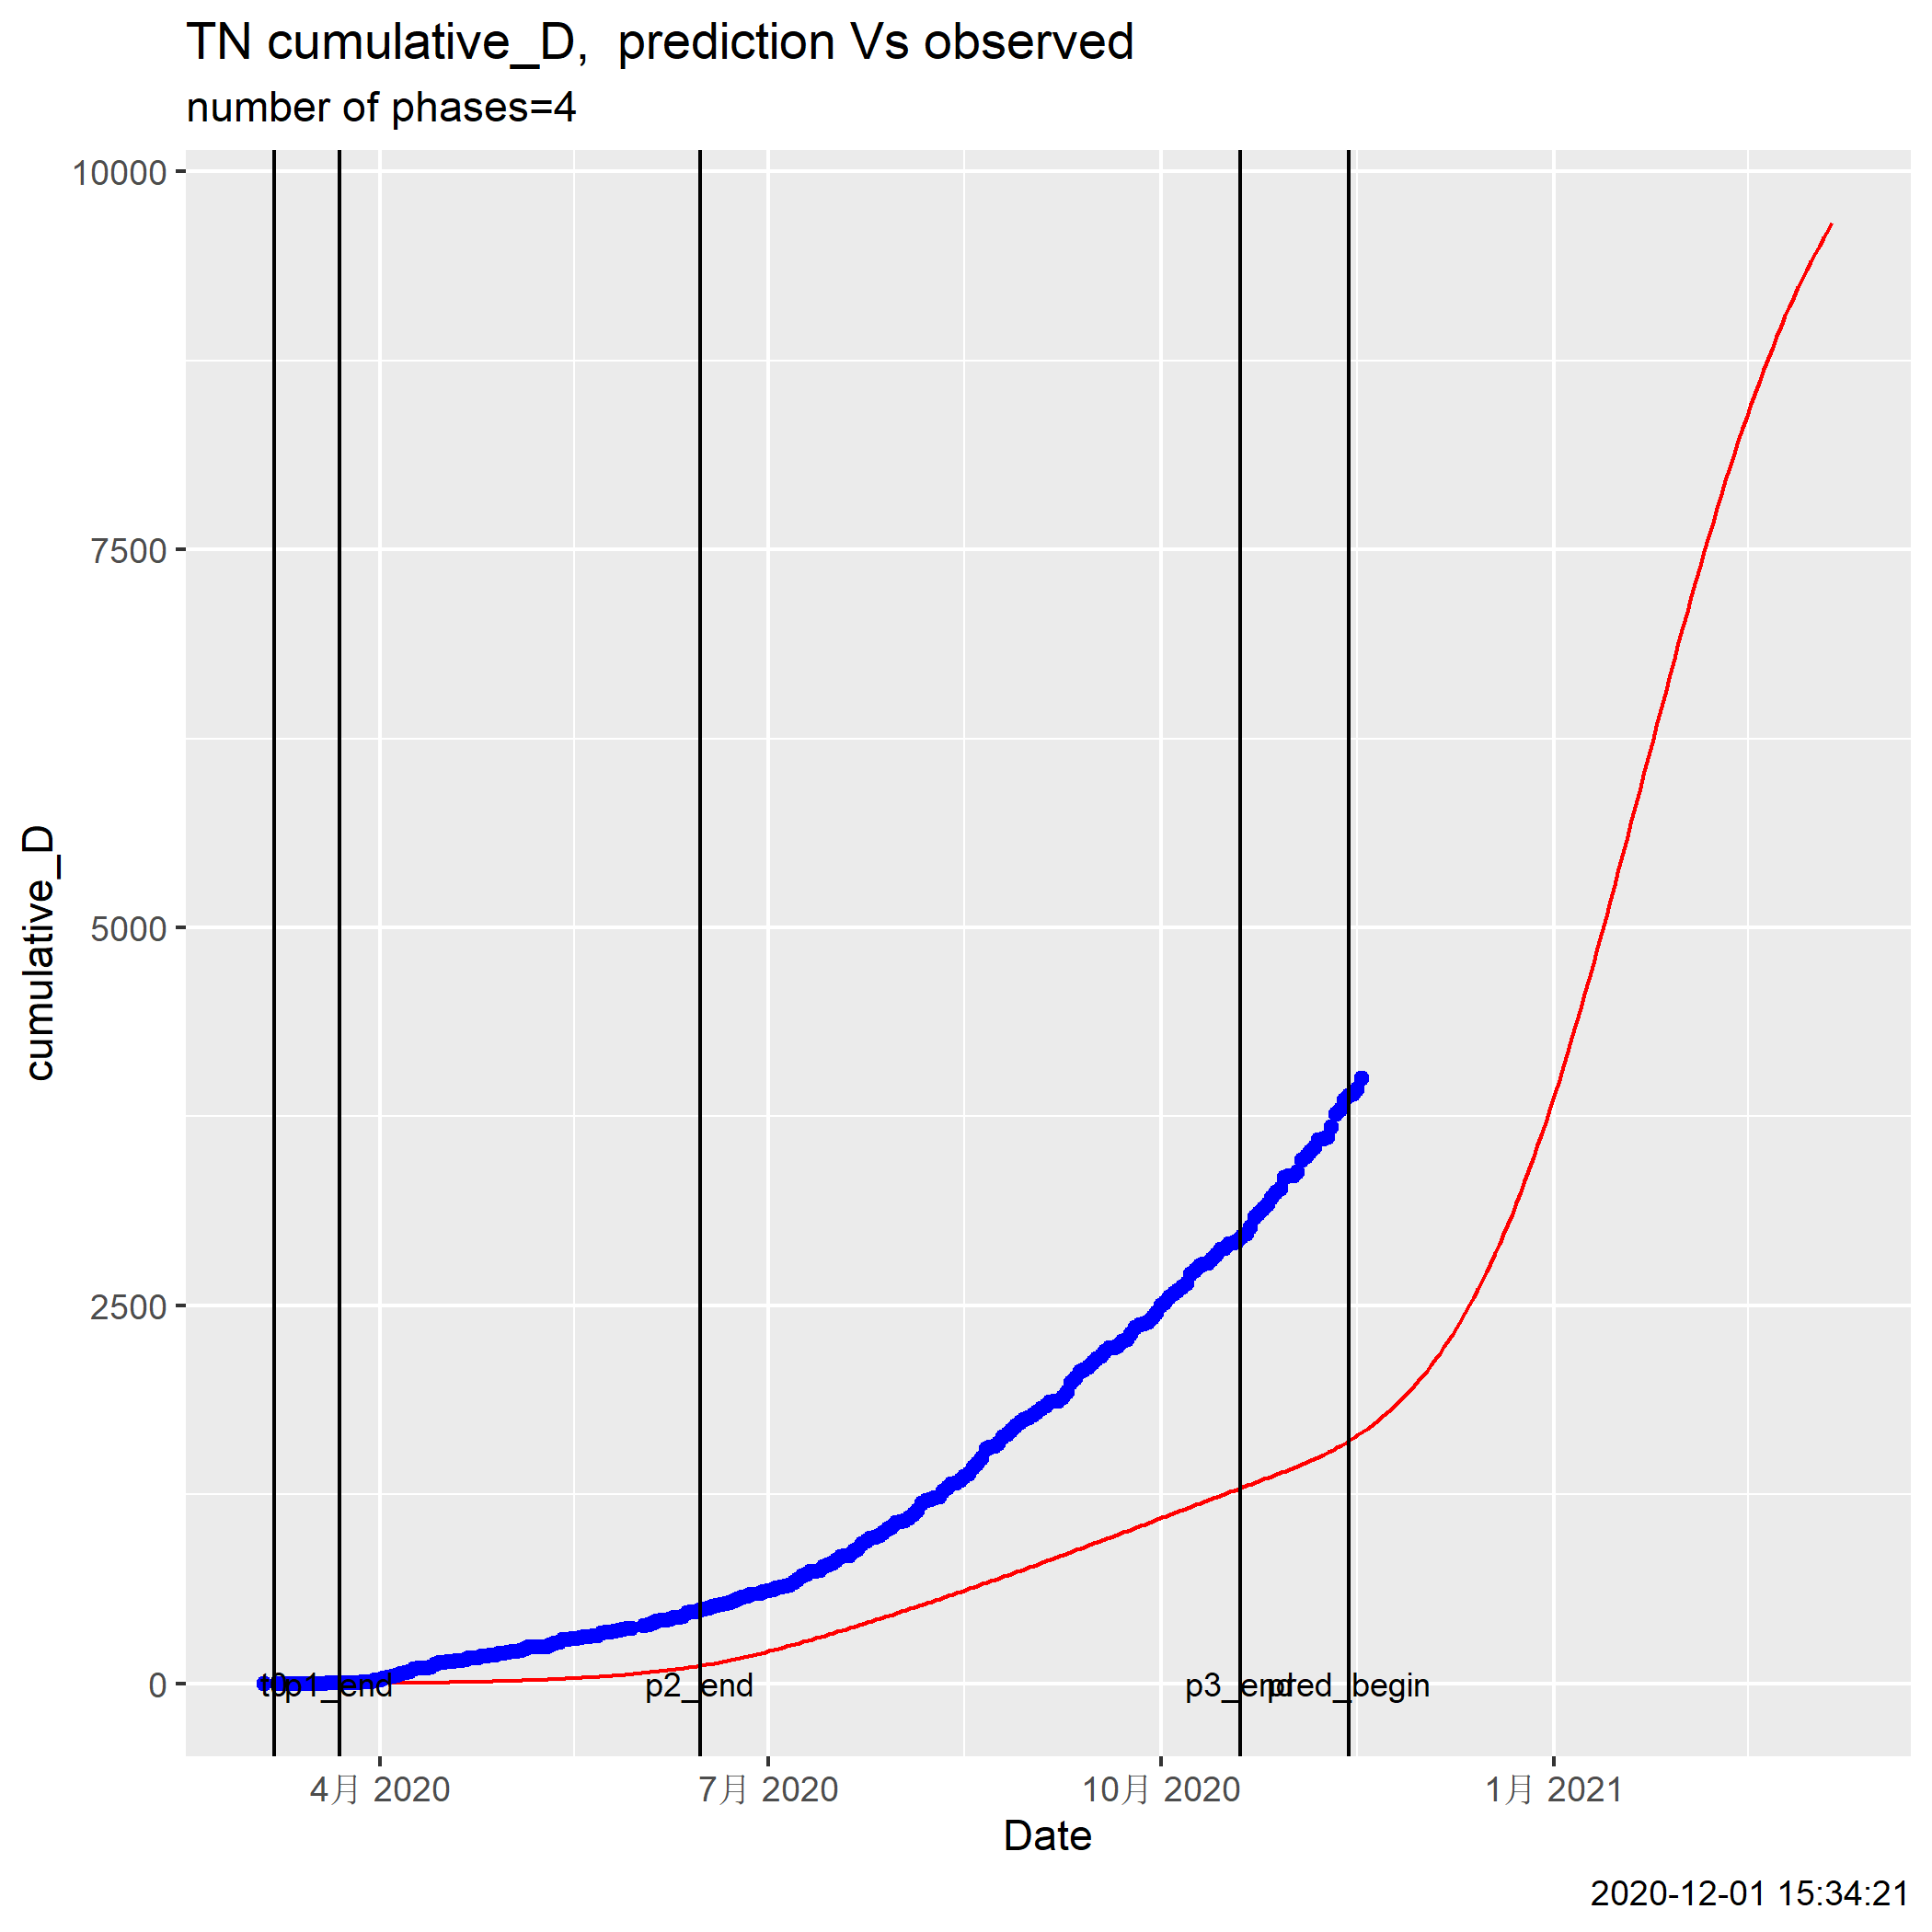 TN cumulative_D,  prediction Vs observed
number of phases=4
10000
7500
5000
2500
0
cumulative_D
t0
p1_end
p2_end
p3_end
pred_begin
4月 2020
7月 2020
10月 2020
1月 2021
Date
2020-12-01 15:34:21